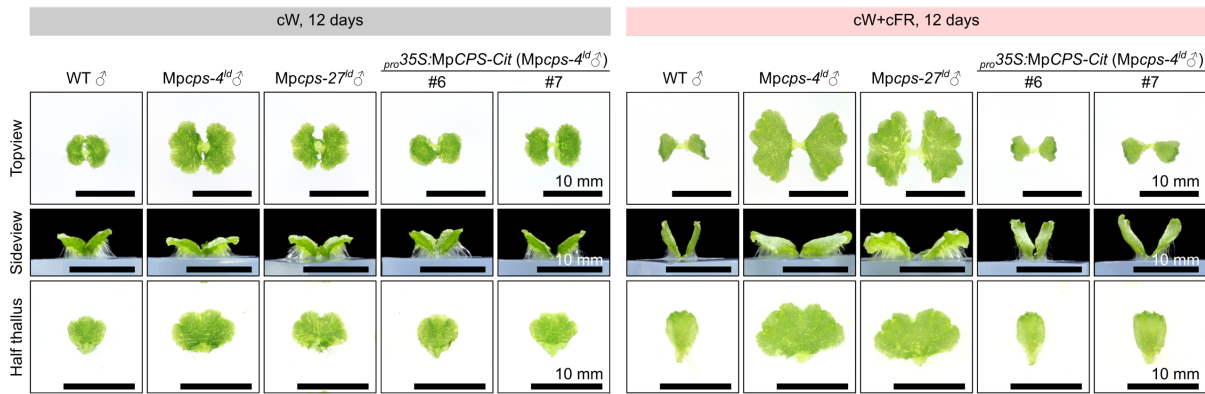 cW, 12 days
cW+cFR, 12 days
pro35S:MpCPS-Cit (Mpcps-4ld♂)
pro35S:MpCPS-Cit (Mpcps-4ld♂)
WT ♂
Mpcps-4ld♂
Mpcps-27ld♂
#6
#7
WT ♂
Mpcps-4ld♂
Mpcps-27ld♂
#6
#7
Topview
10 mm
10 mm
Sideview
10 mm
10 mm
Half thallus
10 mm
10 mm